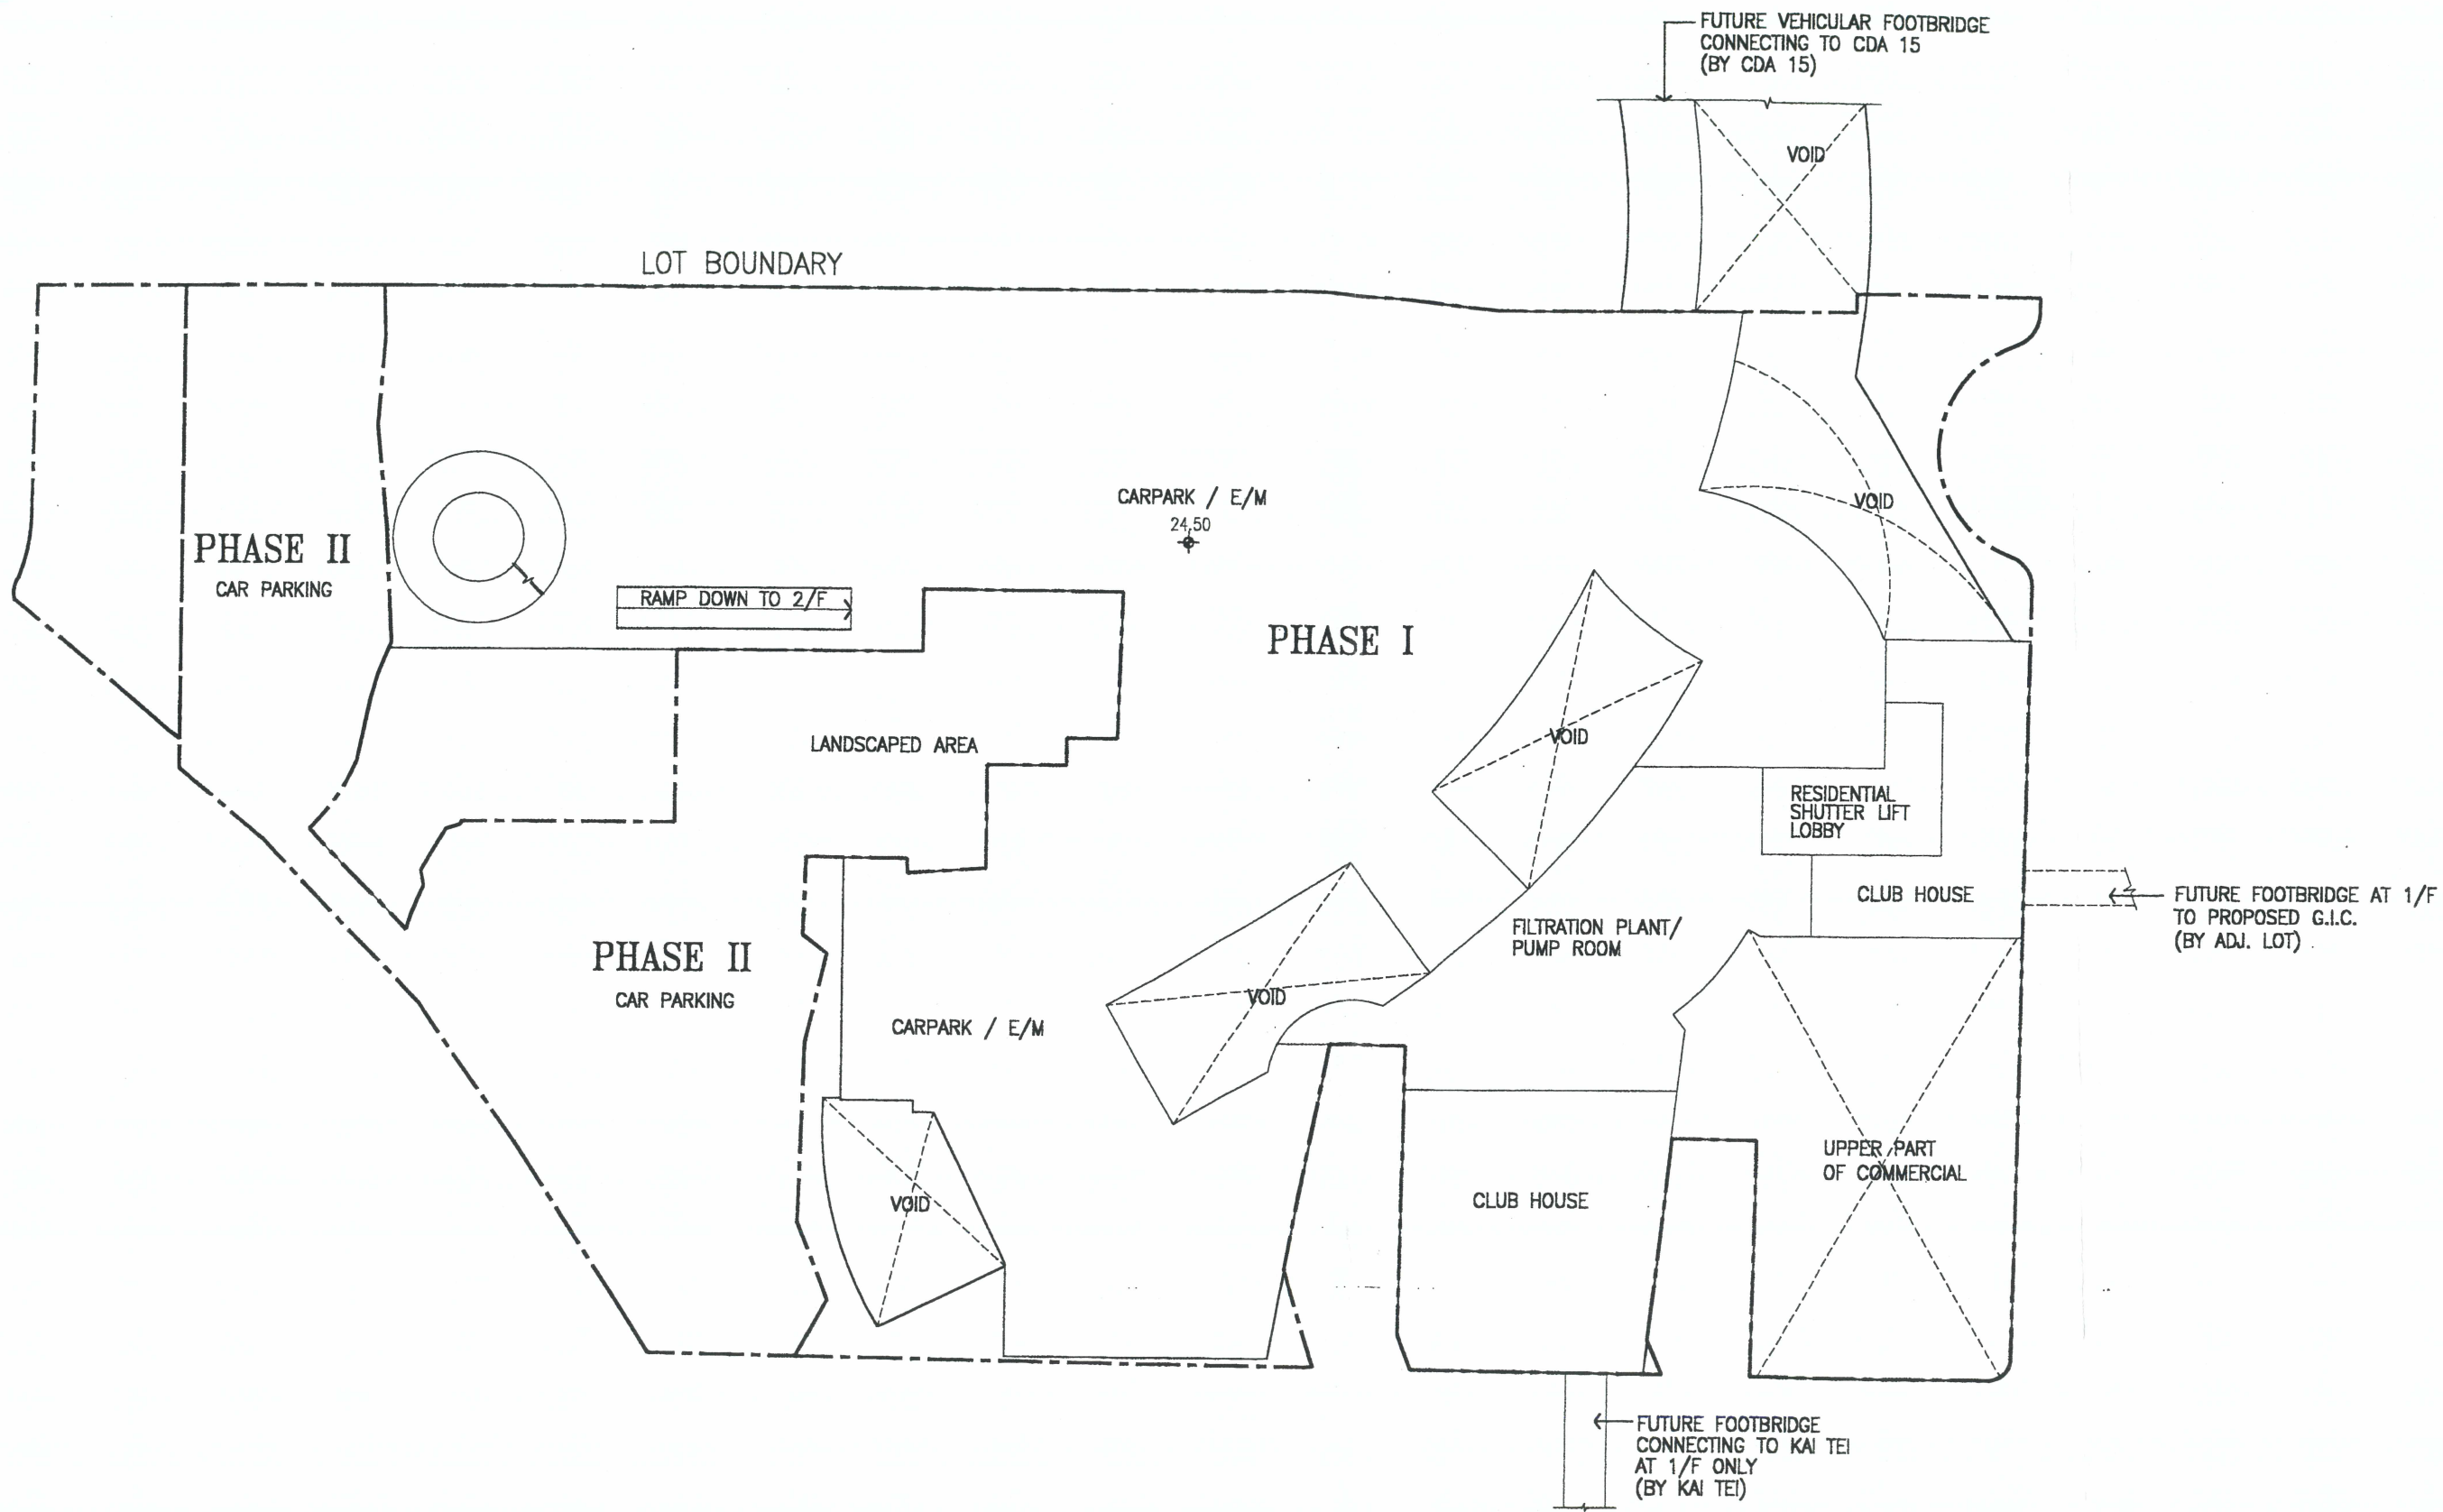 FUTURE VEHICULAR FOOTBRIDGE
CONNECTING TO CDA 15
(BY CDA 15)
VOID
LOT BOUNDARY
CARPARK / E/M
24.50
VOID
PHASE II
CAR PARKING
RAMP DOWN TO 2/F
PHASE I
VOID
LANDSCAPED AREA
RESIDENTIAL
SHUTTER LIFT
LOBBY
CLUB HOUSE
FUTURE FOOTBRIDGE AT 1/F
TO PROPOSED G.I.C.
(BY ADJ. LOT)
FILTRATION PLANT/
PUMP ROOM
PHASE II
CAR PARKING
VOID
CARPARK / E/M
UPPER PART
OF COMMERCIAL
VOID
CLUB HOUSE
FUTURE FOOTBRIDGE
CONNECTING TO KAI TEI
AT 1/F ONLY
(BY KAI TEI)